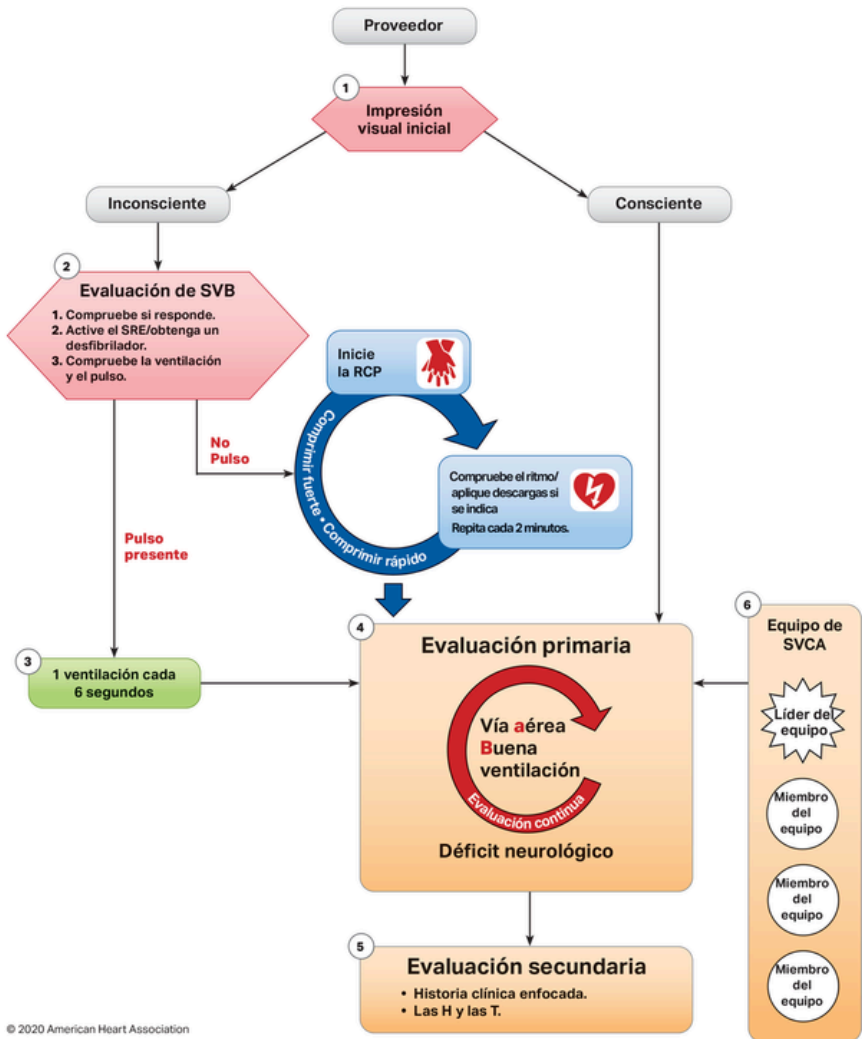 Proveedor
1
Impresión
visual inicial
Inconsciente
Consciente
2
Evaluación de SVB
1. Compruebe si responde.
2. Active el SRE/obtenga un
desfibrilador.
3. Compruebe la ventilación
y el pulso.
Inicie
la RCP
No
Pulso
Comprimir fuerte • Comprimir rápido
Compruebe el ritmo/
aplique descargas si
se indica
Repita cada 2 minutos.
Pulso
presente
3
1 ventilación cada
6 segundos
4
Evaluación primaria
Vía aérea
Buena
ventilación
Evaluación continua
Déficit neurológico
6
Equipo de
SVCA
Líder del
equipo
Miembro
del
equipo
Miembro
del
equipo
Miembro
del
equipo
5
Evaluación secundaria
• Historia clínica enfocada.
• Las H y las T.
© 2020 American Heart Association